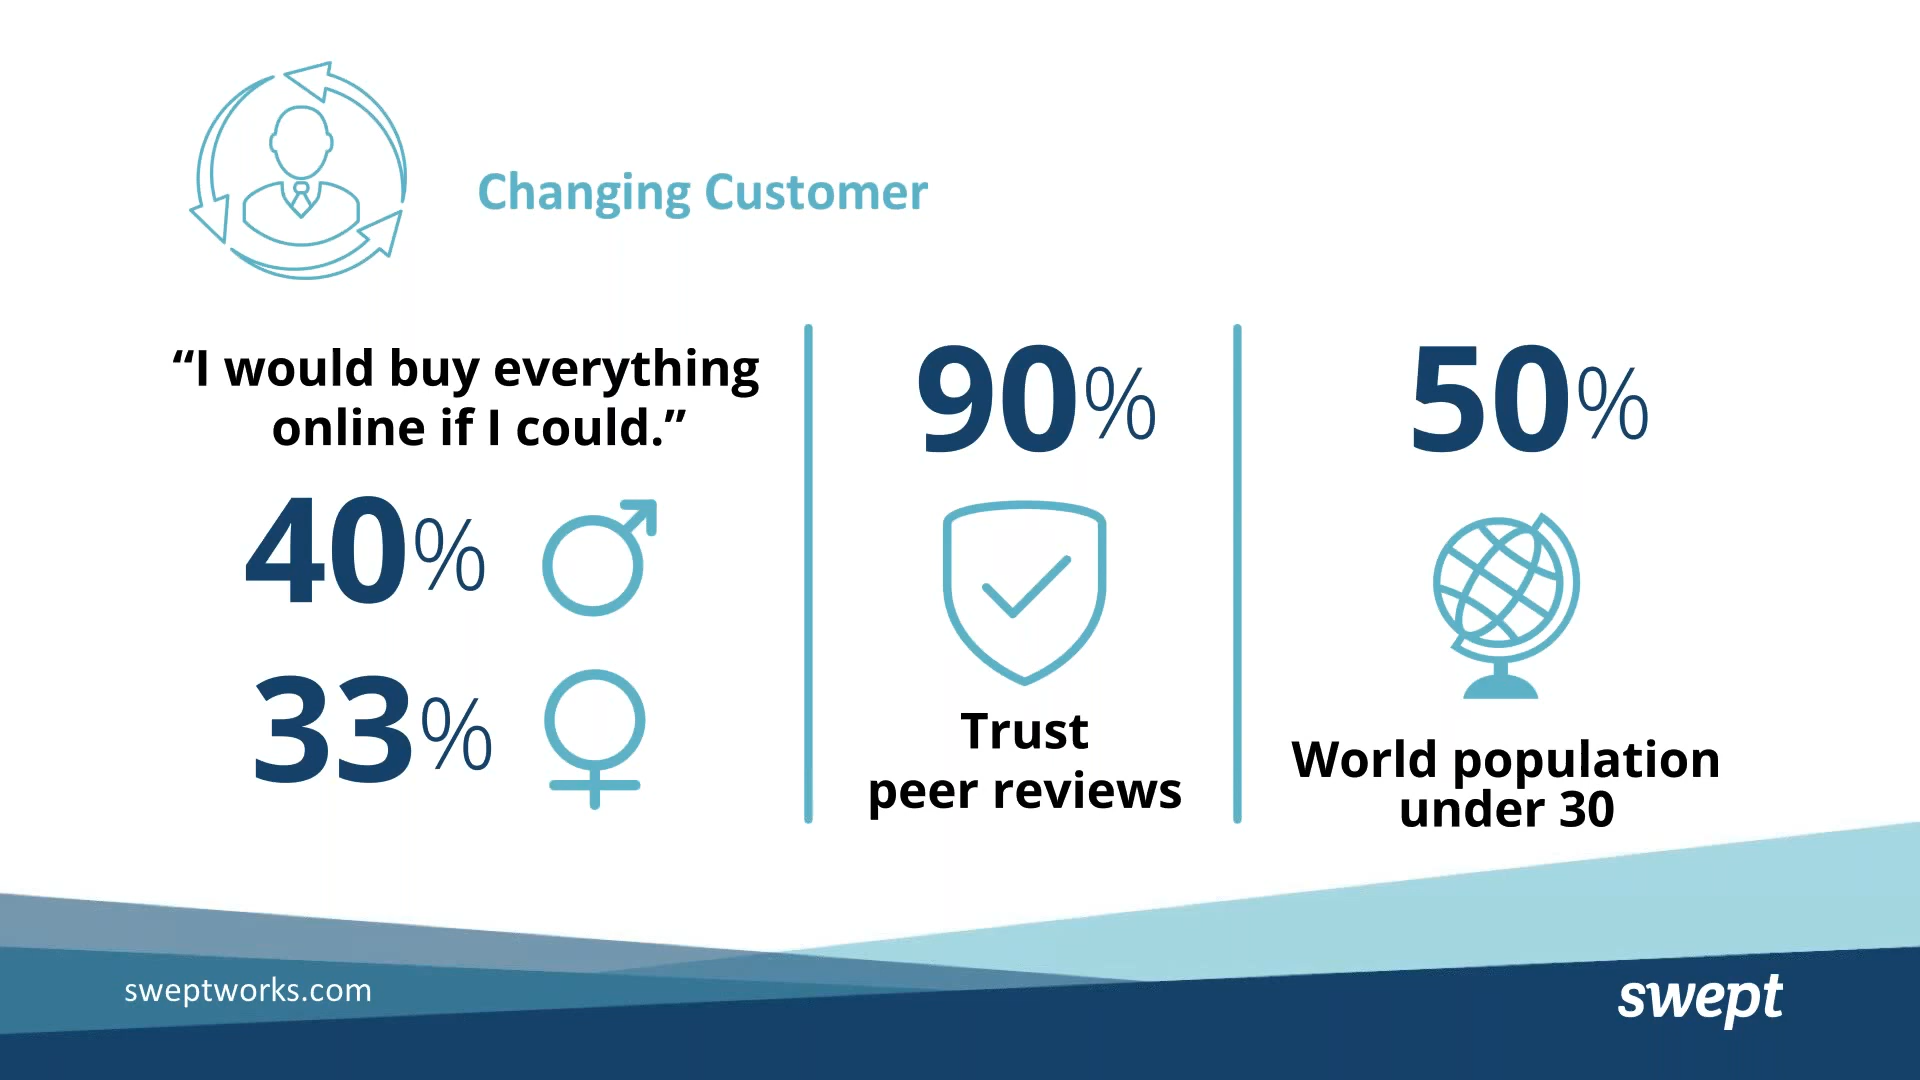 Changing Customer
“I would buy everything
online if I could.”
40%
33%
90%
Trust
peer reviews
50%
World population
under 30
sweptworks.com
swept